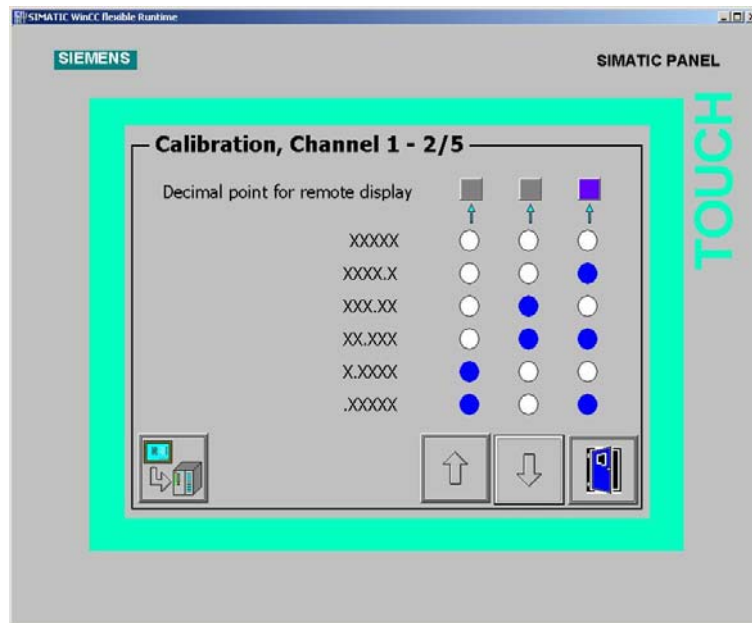 SIMATIC WinCC flexible Runtime
SIEMENS
SIMATIC PANEL
TOUCH
Calibration, Channel 1 - 2/5
Decimal point for remote display
XXXXX
XXXX.X
XXX.XX
XX.XXX
X.XXXX
.XXXXX